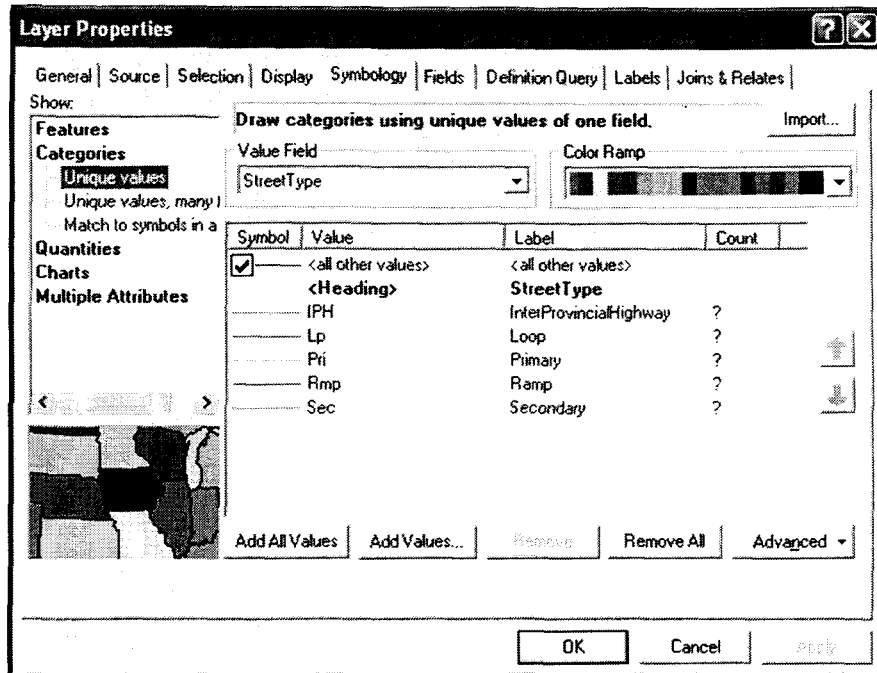 Layer Properties
General Source Selection Display Symbology Fields Definition Query Labels Joins & Relates
Show:
Features
Categories
Unique values
Unique values, many
Match to symbols in a
Quantities
Charts
Multiple Attributes
Draw categories using unique values of one field.
Import...
Value Field
StreetType
Color Ramp
Symbol Value Label Count
<all other values> <all other values>
<Heading> StreetType
IPH InterProvincialHighway ?
Lp Loop ?
Pri Primary ?
Rmp Ramp ?
Sec Secondary ?
Add All Values Add Values... Remove Remove All Advanced
OK Cancel Apply